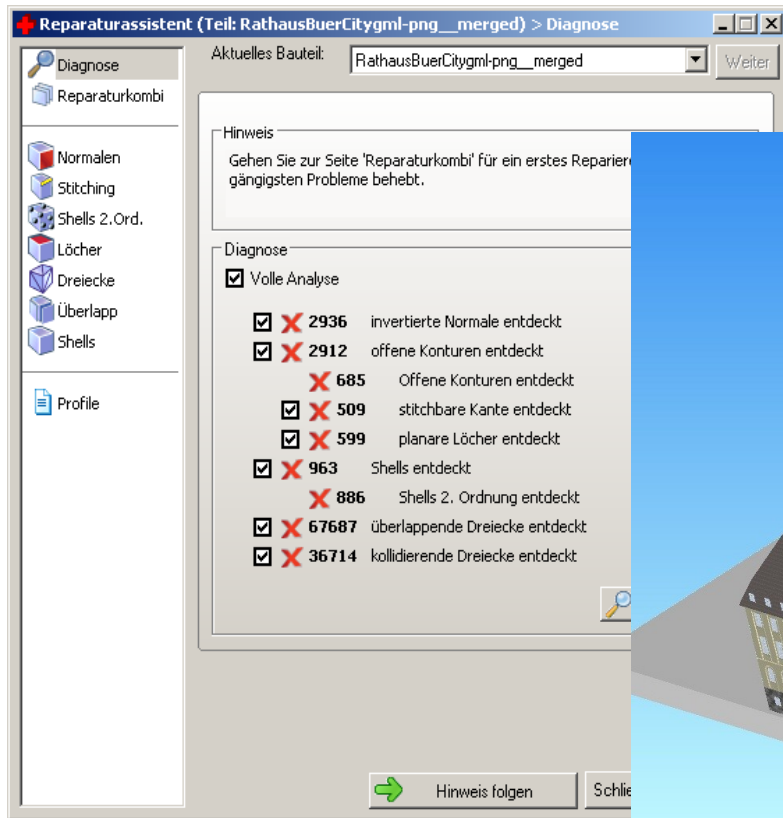 Reparaturassistent (Teil: RathausBuerCitygml-png__merged) > Diagnose
Diagnose
Reparaturkombi
Normalen
Stitching
Shells 2.Ord.
Löcher
Dreiecke
Überlapp
Shells
Profile
Aktuelles Bauteil:
RathausBuerCitygml-png__merged
Weiter
Hinweis
Gehen Sie zur Seite 'Reparaturkombi' für ein erstes
gängigsten Probleme behebt.
Diagnose
Volle Analyse
2936 invertierte Normale entdeckt
2912 offene Konturen entdeckt
685 Offene Konturen entdeckt
509 stitchbare Kante entdeckt
599 planare Löcher entdeckt
963 Shells entdeckt
886 Shells 2. Ordnung entdeckt
67687 überlappende Dreiecke entdeckt
36714 kollidierende Dreiecke entdeckt
Hinweis folgen